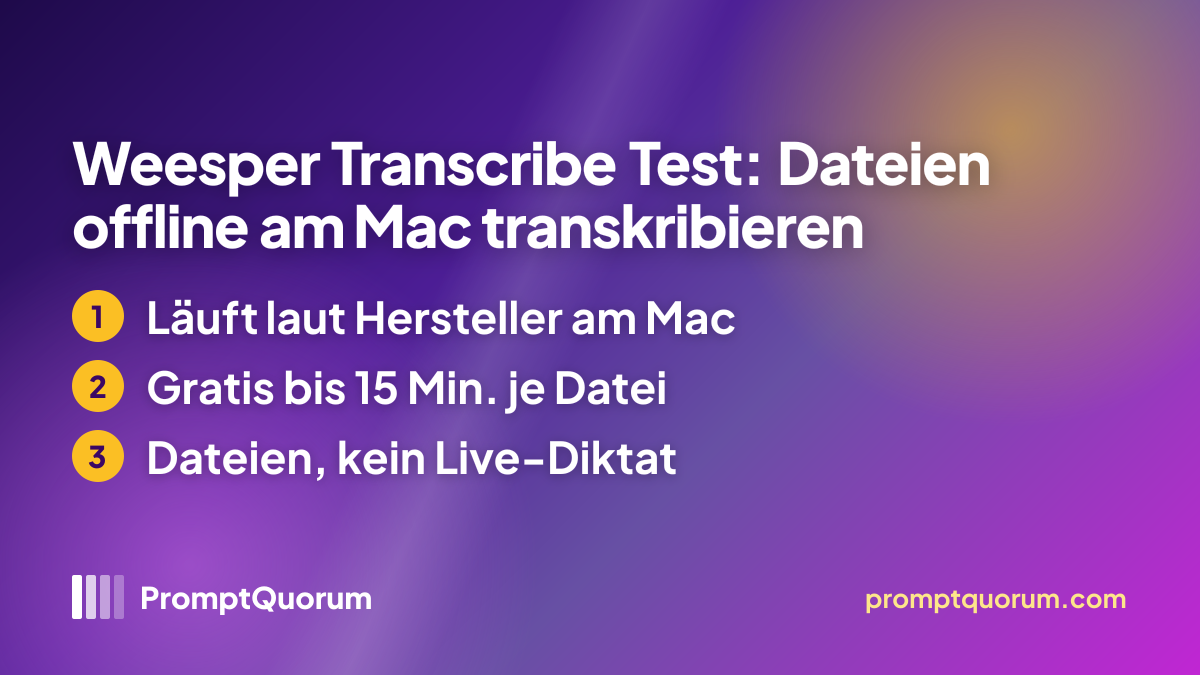 Weesper Transcribe Test: Dateien
offline am Mac transkribieren
1 Läuft laut Hersteller am Mac
2 Gratis bis 15 Min. je Datei
3 Dateien, kein Live-Diktat
PromptQuorum
promptquorum.com